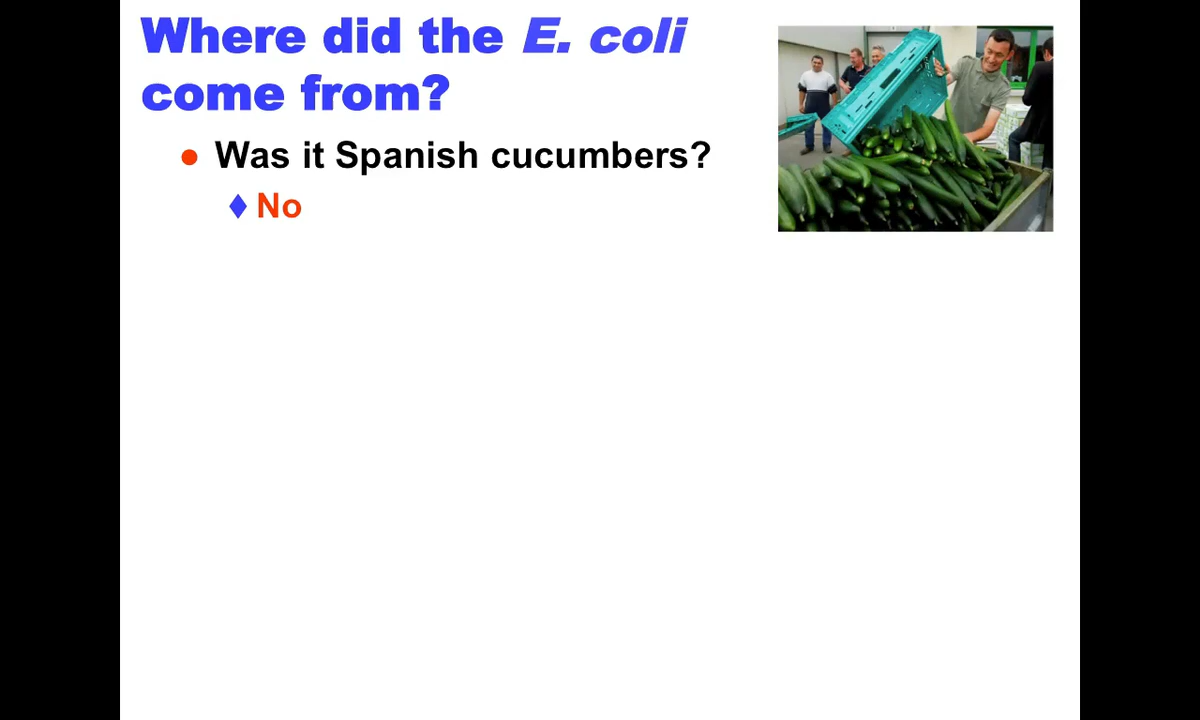 Where did the E. coli
come from?
Was it Spanish cucumbers?
No